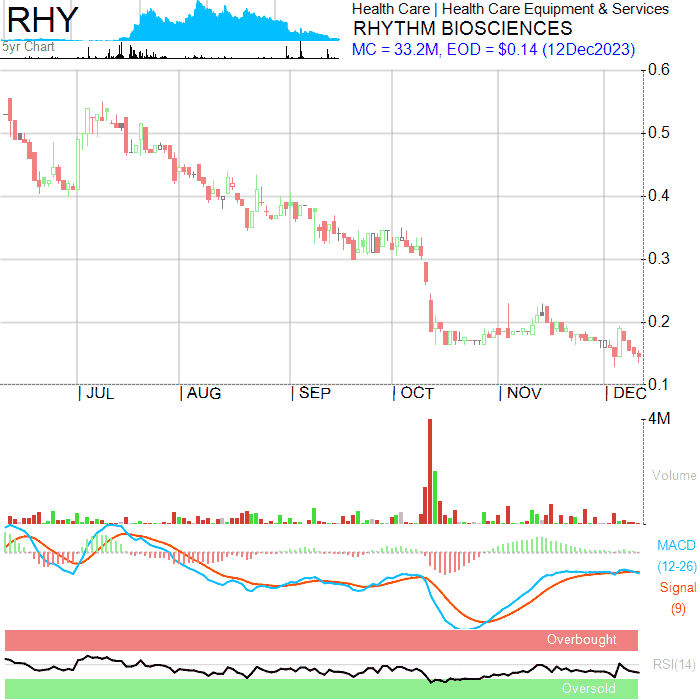 RHY
5yr Chart
Health Care | Health Care Equipment & Services
RHYTHM BIOSCIENCES
MC = 33.2M, EOD = $0.14 (12Dec2023)
0.6
0.5
0.4
0.3
0.2
0.1
| JUL | AUG | SEP | OCT | NOV | DEC
4M
Volume
MACD
(12-26)
Signal
(9)
Overbought
RSI(14)
Oversold